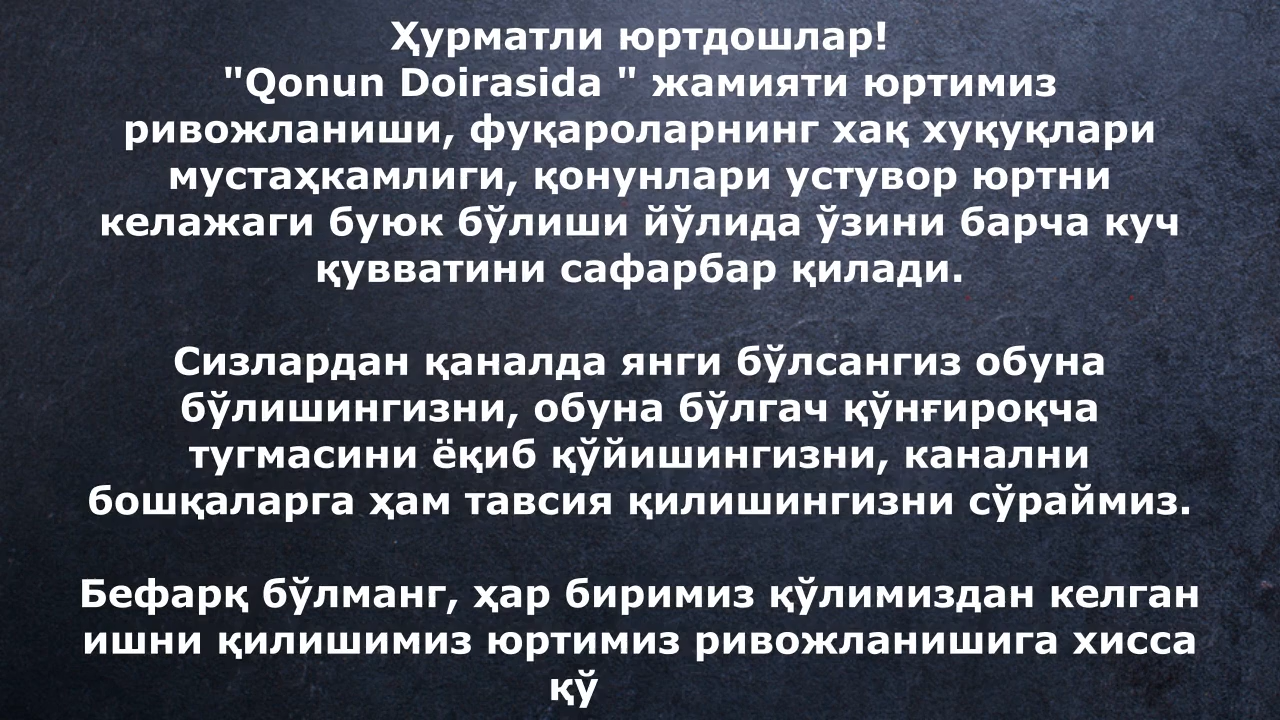 Ҳурматли юртдошлар!
"Qonun Doirasida " жамияти юртимиз
ривожланиши, фуқароларнинг хақ хуқуқлари
мустаҳкамлиги, қонунлари устувор юртни
келажаги буюк бўлиши йўлида ўзини барча куч
қувватини сафарбар қилади.
Сизлардан қаналда янги бўлсангиз обуна
бўлишингизни, обуна бўлгач қўнғироқча
тугмасини ёқиб қўйишингизни, канални
бошқаларга ҳам тавсия қилишингизни сўраймиз.
Бефарқ бўлманг, ҳар биримиз қўлимиздан келган
ишни қилишимиз юртимиз ривожланишига хисса
қў